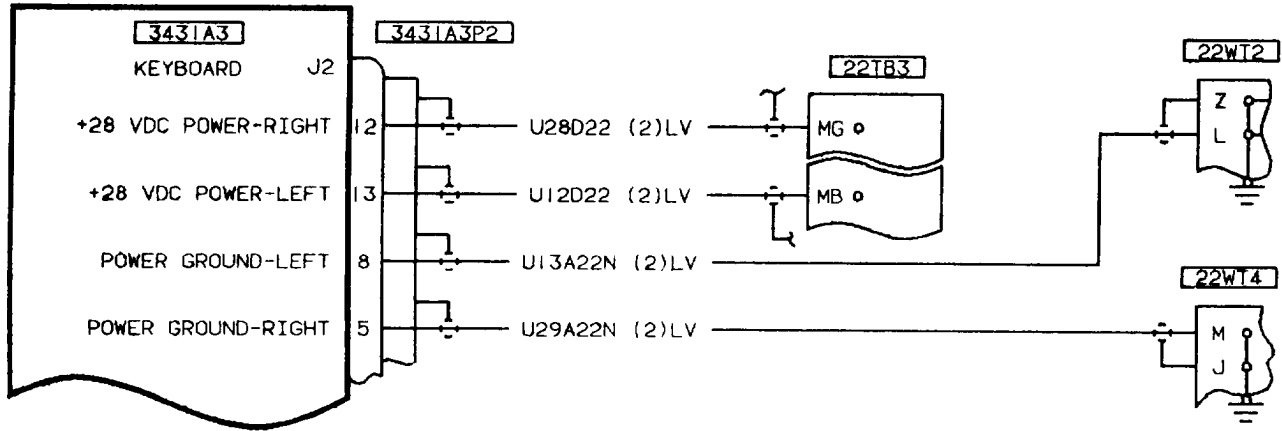 3431A3
3431A3P2
22WT2
KEYBOARD J2
22TB3
Z
+28 VDC POWER-RIGHT 12 U28D22 (2)LV MG
L
+28 VDC POWER-LEFT 13 U12D22 (2)LV MB
POWER GROUND-LEFT 8 U13A22N (2)LV
22WT4
POWER GROUND-RIGHT 5 U29A22N (2)LV M
J